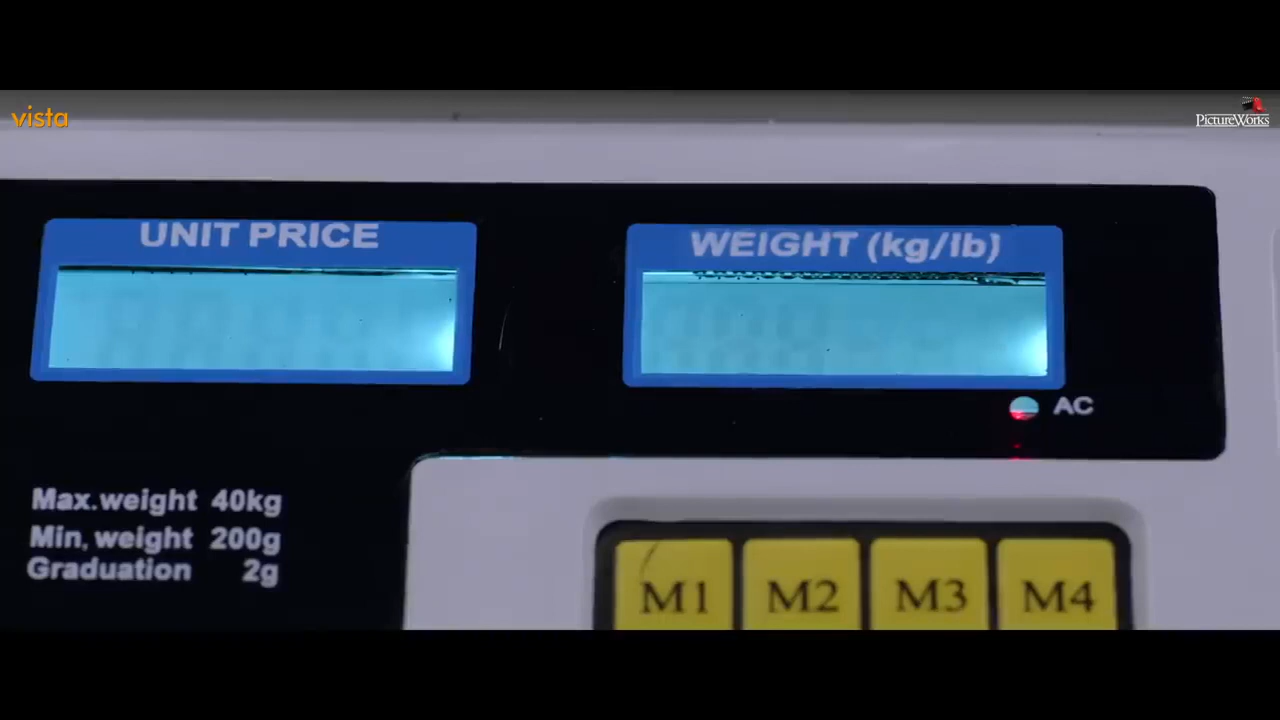 vista
PictureWorks
UNIT PRICE
WEIGHT (kg/lb)
AC
Max.weight 40kg
Min. weight 200g
Graduation 2g
M1
M2
M3
M4